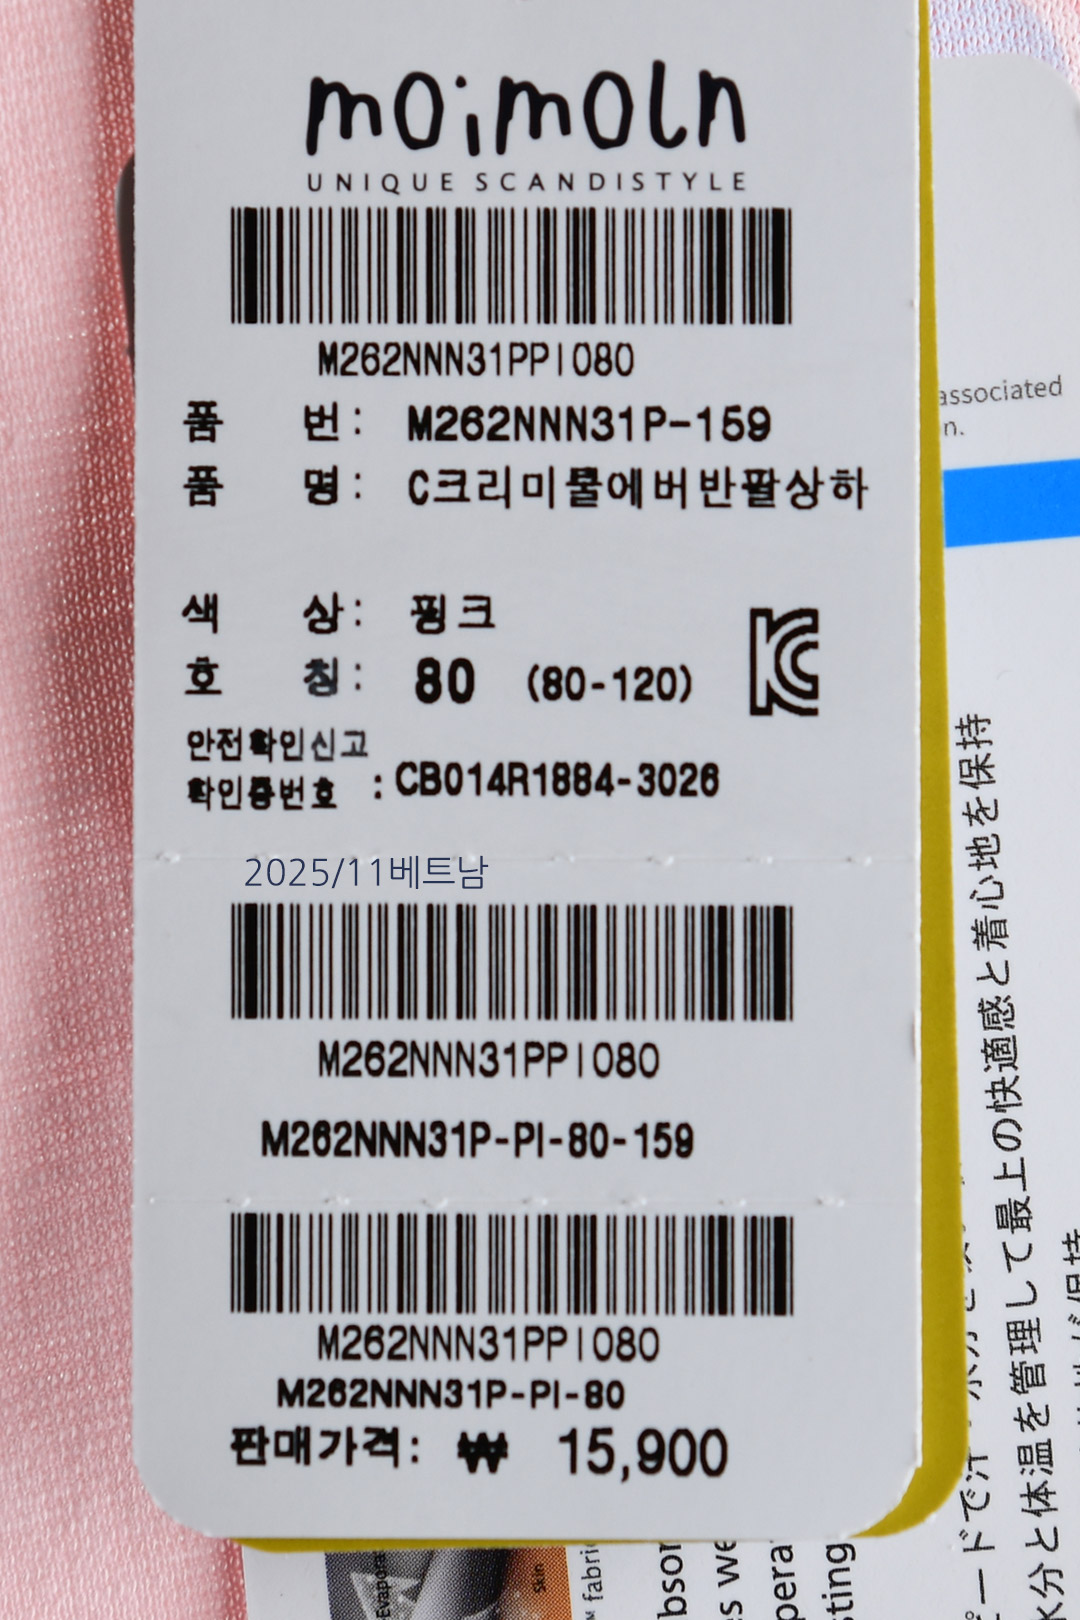 moimoln
UNIQUE SCANDISTYLE
M262NNN31PPI080
품 번: M262NNN31P-159
품 명: C크리미쿨에버반팔상하
색 상: 핑크
호 칭: 80 (80-120)
안전확인신고
확인증번호 : CB014R1884-3026
2025/11베트남
M262NNN31PPI080
M262NNN31P-PI-80-159
M262NNN31PPI080
M262NNN31P-PI-80
판매가격: ₩ 15,900
associated
n.
保持
水分と体温を管理して最上の快適感と着心地を保持
Skin